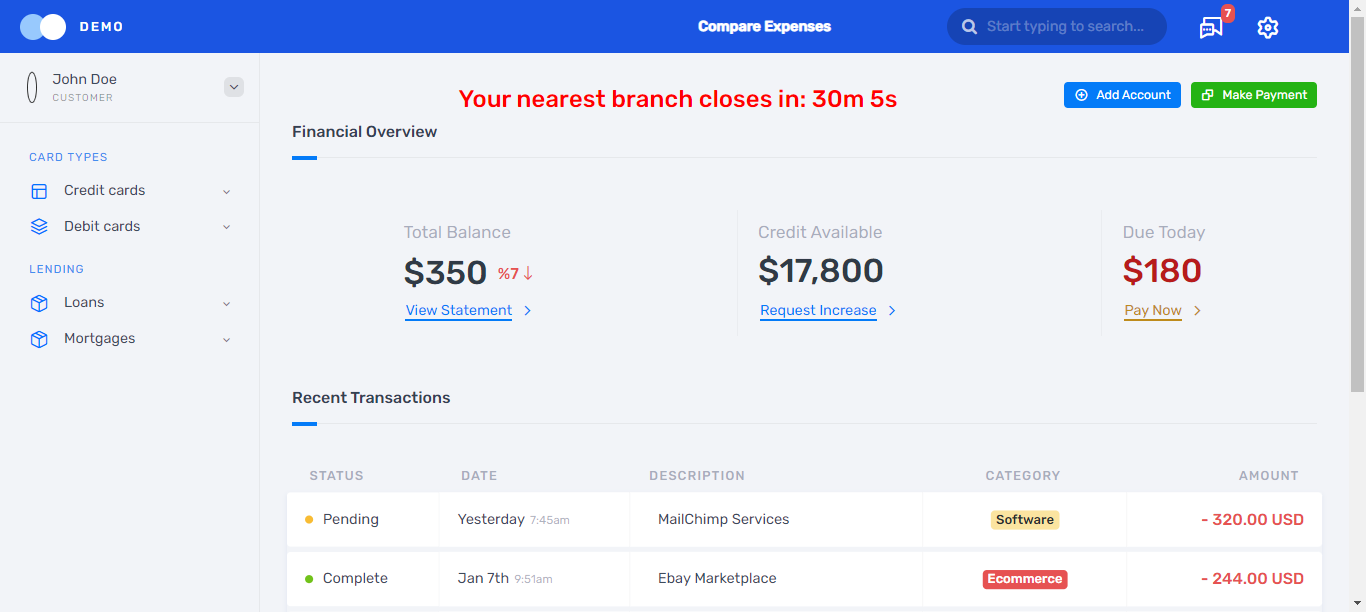 DEMO
Compare Expenses
Start typing to search...
7
John Doe
CUSTOMER
Your nearest branch closes in: 30m 5s
Add Account
Make Payment
Financial Overview
CARD TYPES
Credit cards
Debit cards
LENDING
Loans
Mortgages
Total Balance
$350 %7
View Statement
Credit Available
$17,800
Request Increase
Due Today
$180
Pay Now
Recent Transactions
STATUS DATE DESCRIPTION CATEGORY AMOUNT
Pending Yesterday 7:45am MailChimp Services Software - 320.00 USD
Complete Jan 7th 9:51am Ebay Marketplace Ecommerce - 244.00 USD